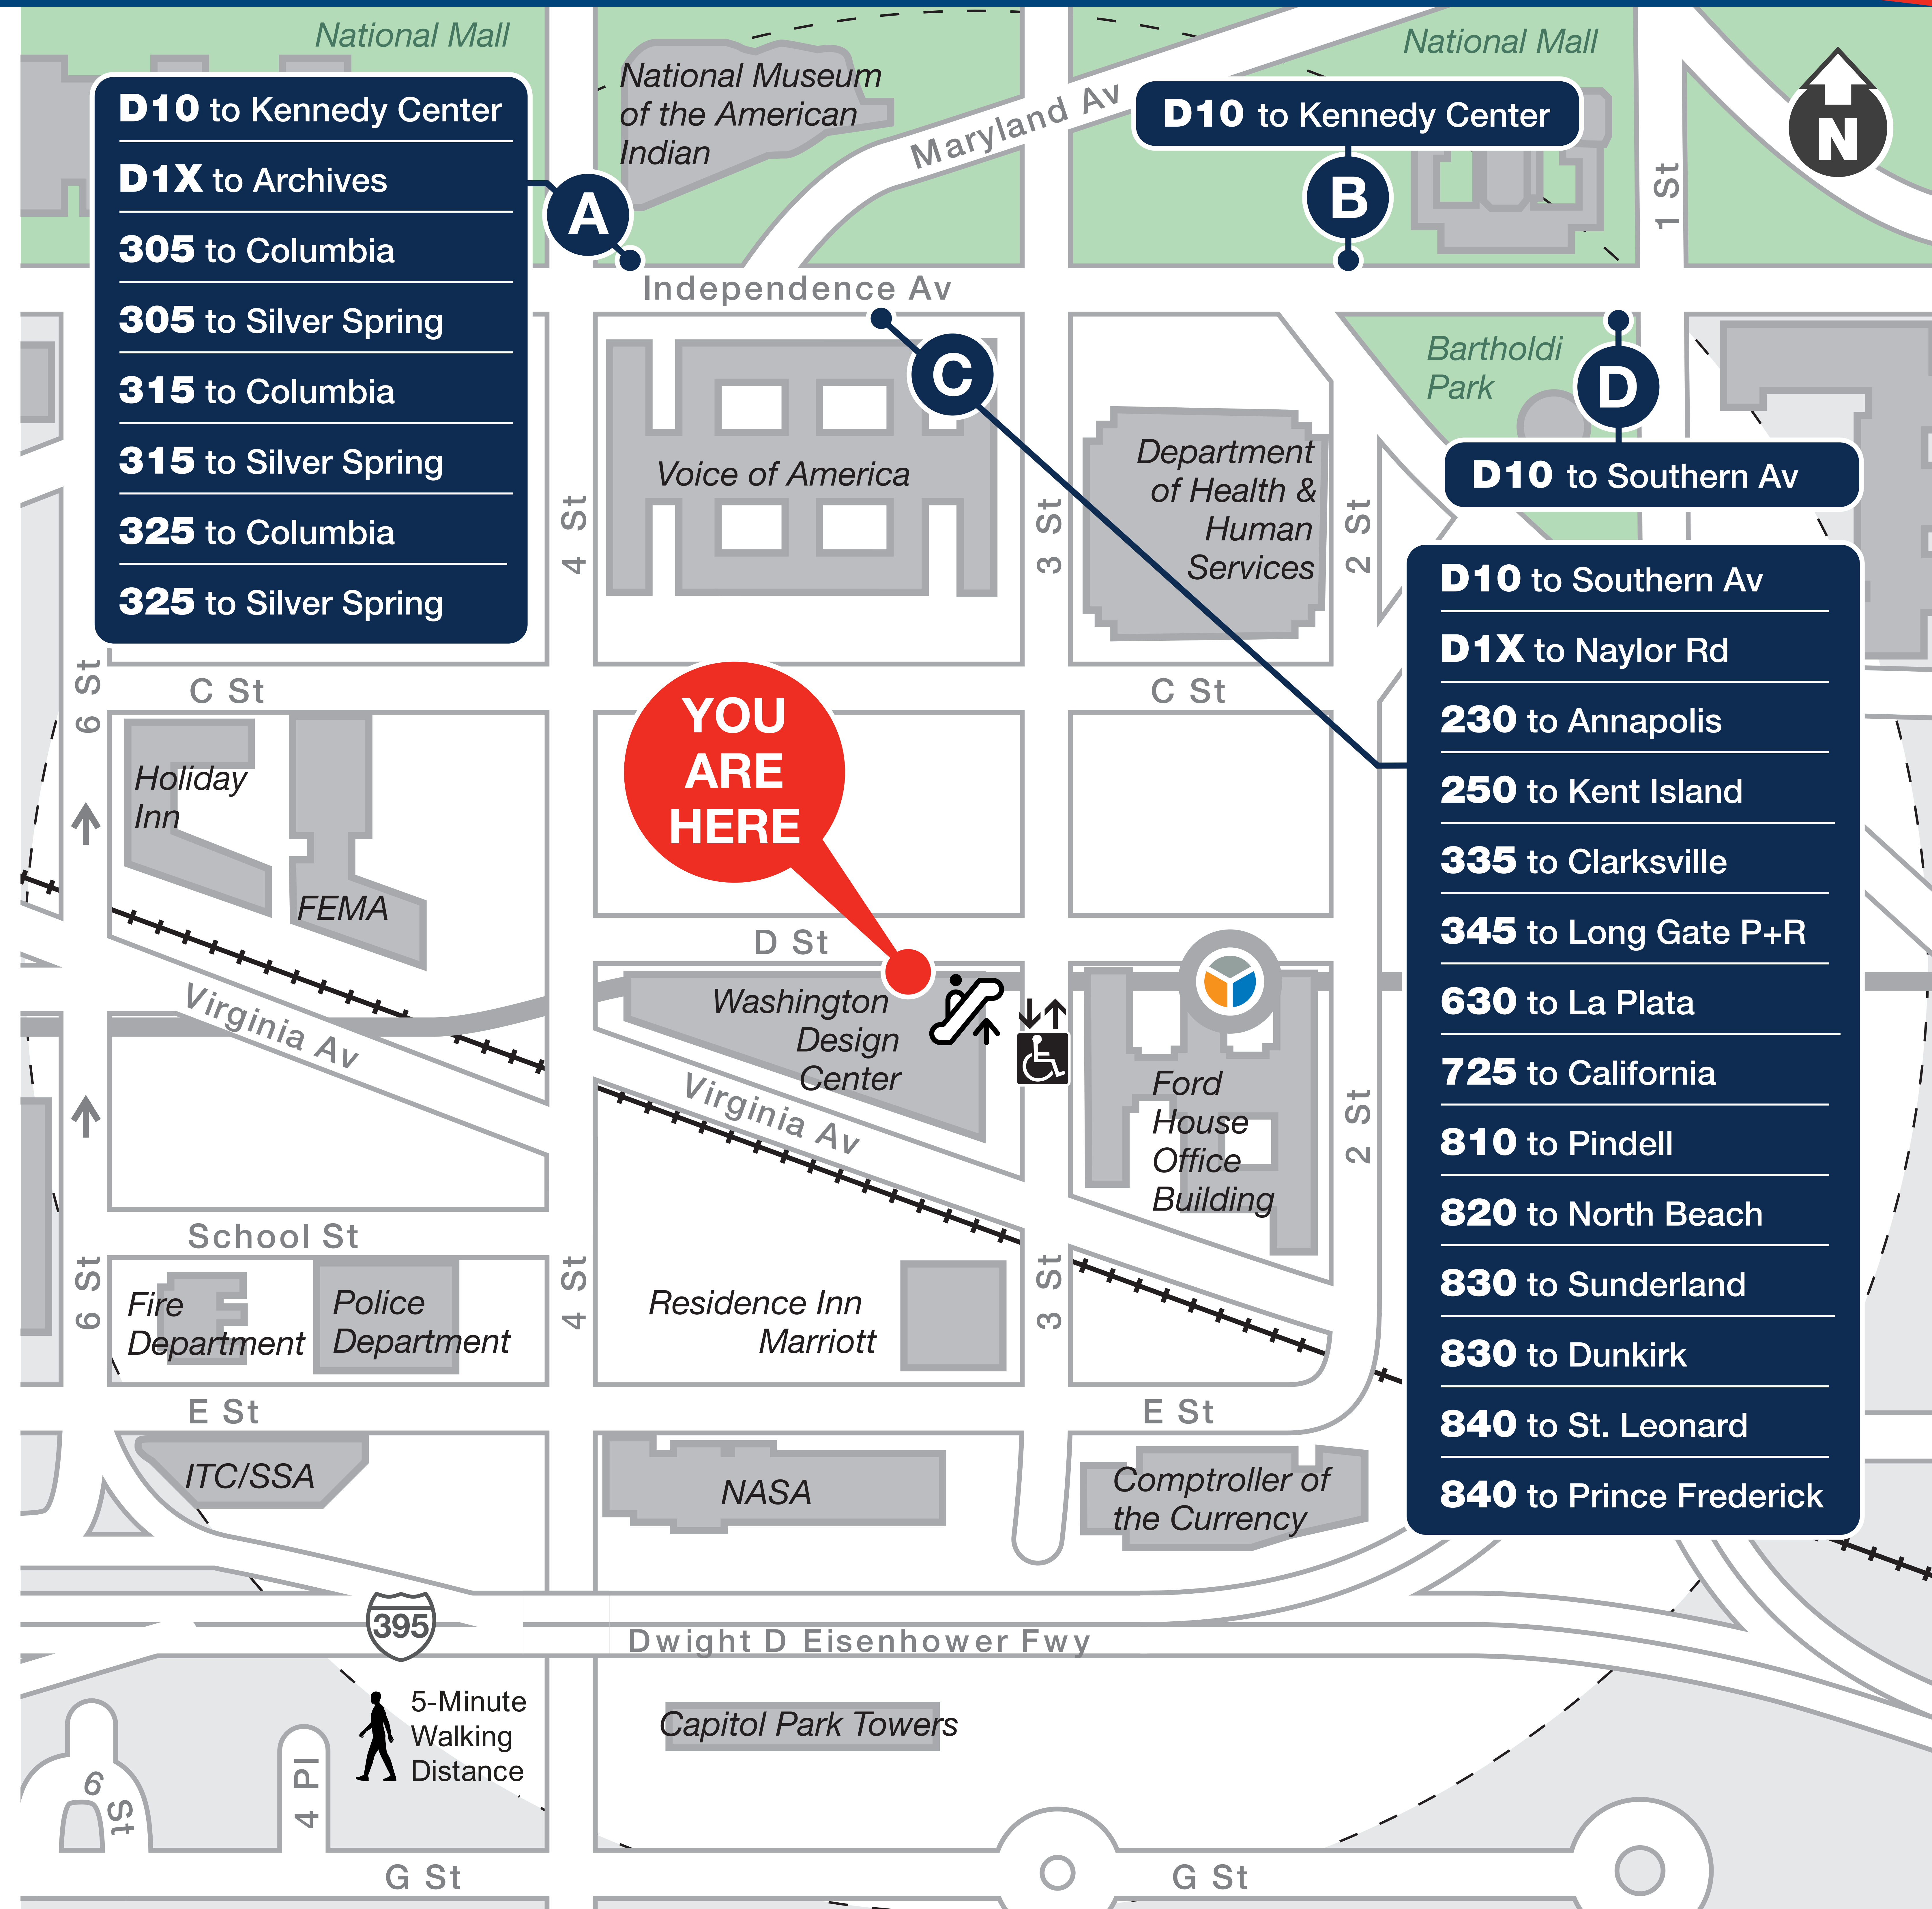 National Mall
National Museum
of the American
Indian
Maryland Av
National Mall
N
D10 to Kennedy Center
D1X to Archives
305 to Columbia
305 to Silver Spring
315 to Columbia
315 to Silver Spring
325 to Columbia
325 to Silver Spring
A
D10 to Kennedy Center
B
1 St
Independence Av
C
Bartholdi
Park
D
D10 to Southern Av
Voice of America
Department
of Health &
Human
Services
4 St
3 St
2 St
D10 to Southern Av
D1X to Naylor Rd
230 to Annapolis
250 to Kent Island
335 to Clarksville
345 to Long Gate P+R
630 to La Plata
725 to California
810 to Pindell
820 to North Beach
830 to Sunderland
830 to Dunkirk
840 to St. Leonard
840 to Prince Frederick
6 St
C St
C St
YOU
ARE
HERE
Holiday
Inn
FEMA
D St
Virginia Av
Washington
Design
Center
Virginia Av
Ford
House
Office
Building
2 St
School St
6 St
Fire
Department
Police
Department
4 St
Residence Inn
Marriott
3 St
E St
E St
ITC/SSA
NASA
Comptroller of
the Currency
395
Dwight D Eisenhower Fwy
5-Minute
Walking
Distance
Capitol Park Towers
6 St
4 Pl
G St
G St